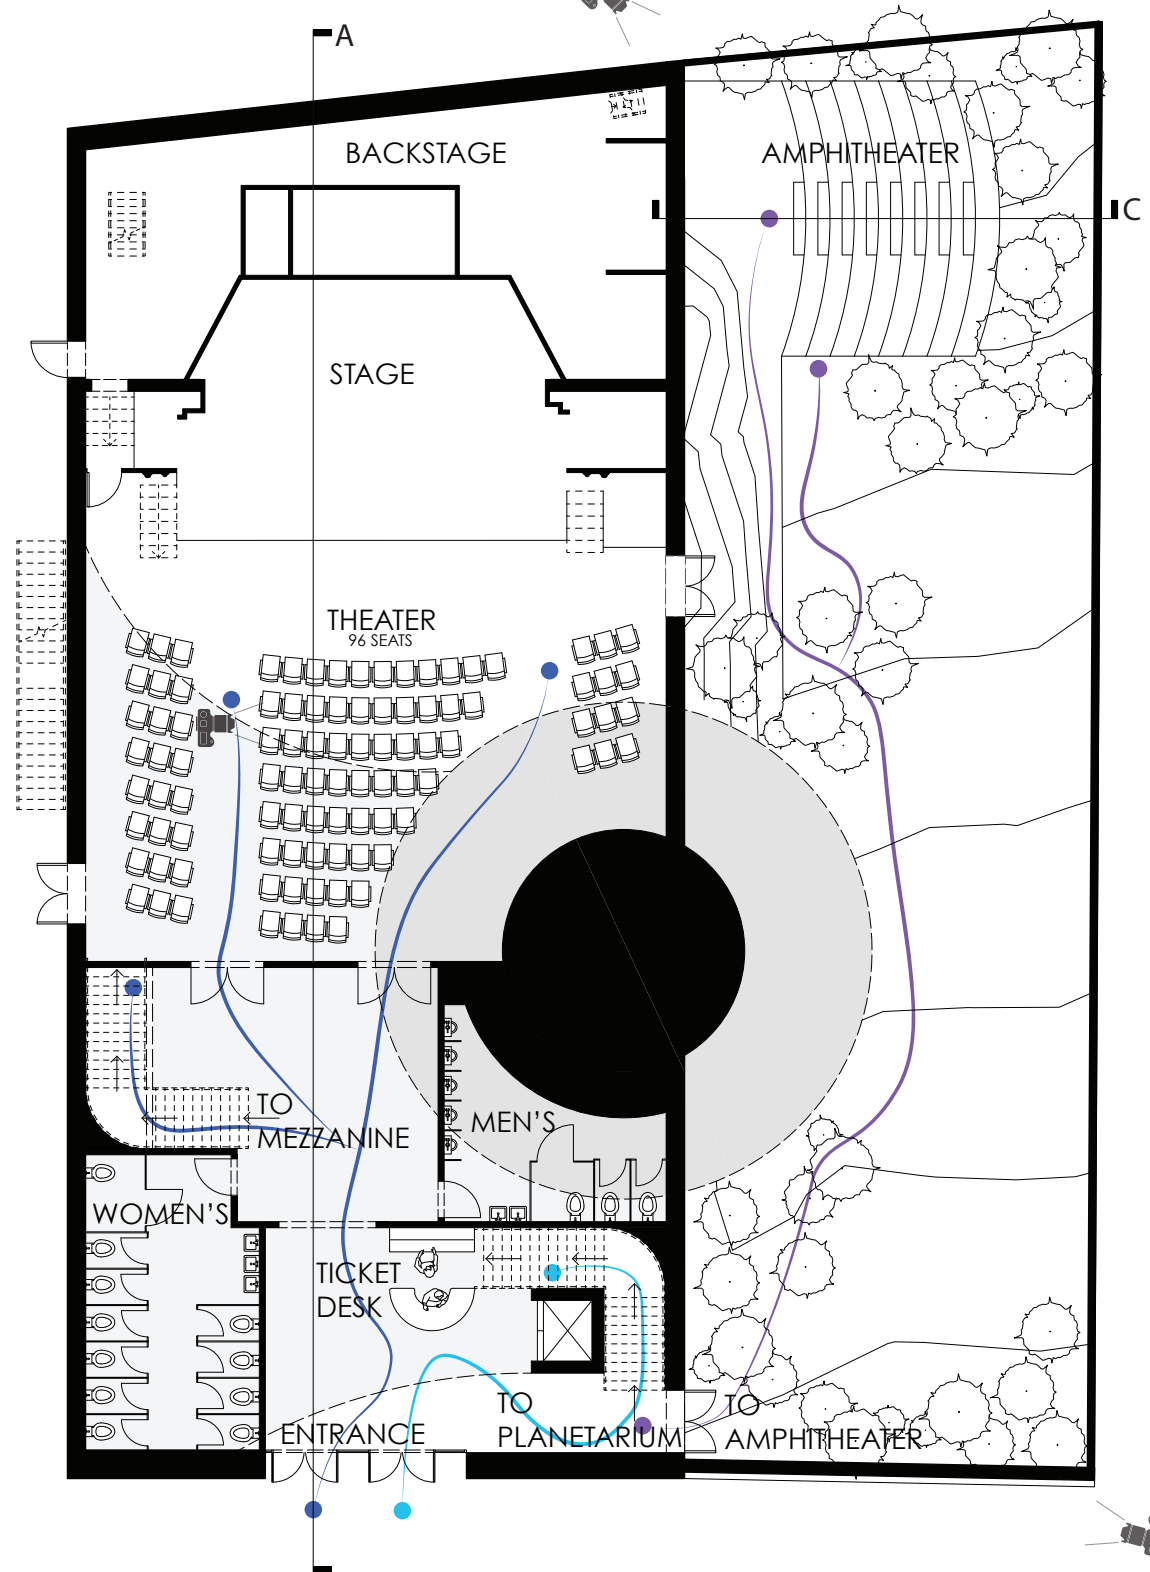 A
BACKSTAGE
AMPHITHEATER
C
STAGE
THEATER
96 SEATS
TO
MEZZANINE
MEN'S
WOMEN'S
TICKET
DESK
TO
PLANETARIUM
TO
AMPHITHEATER
ENTRANCE